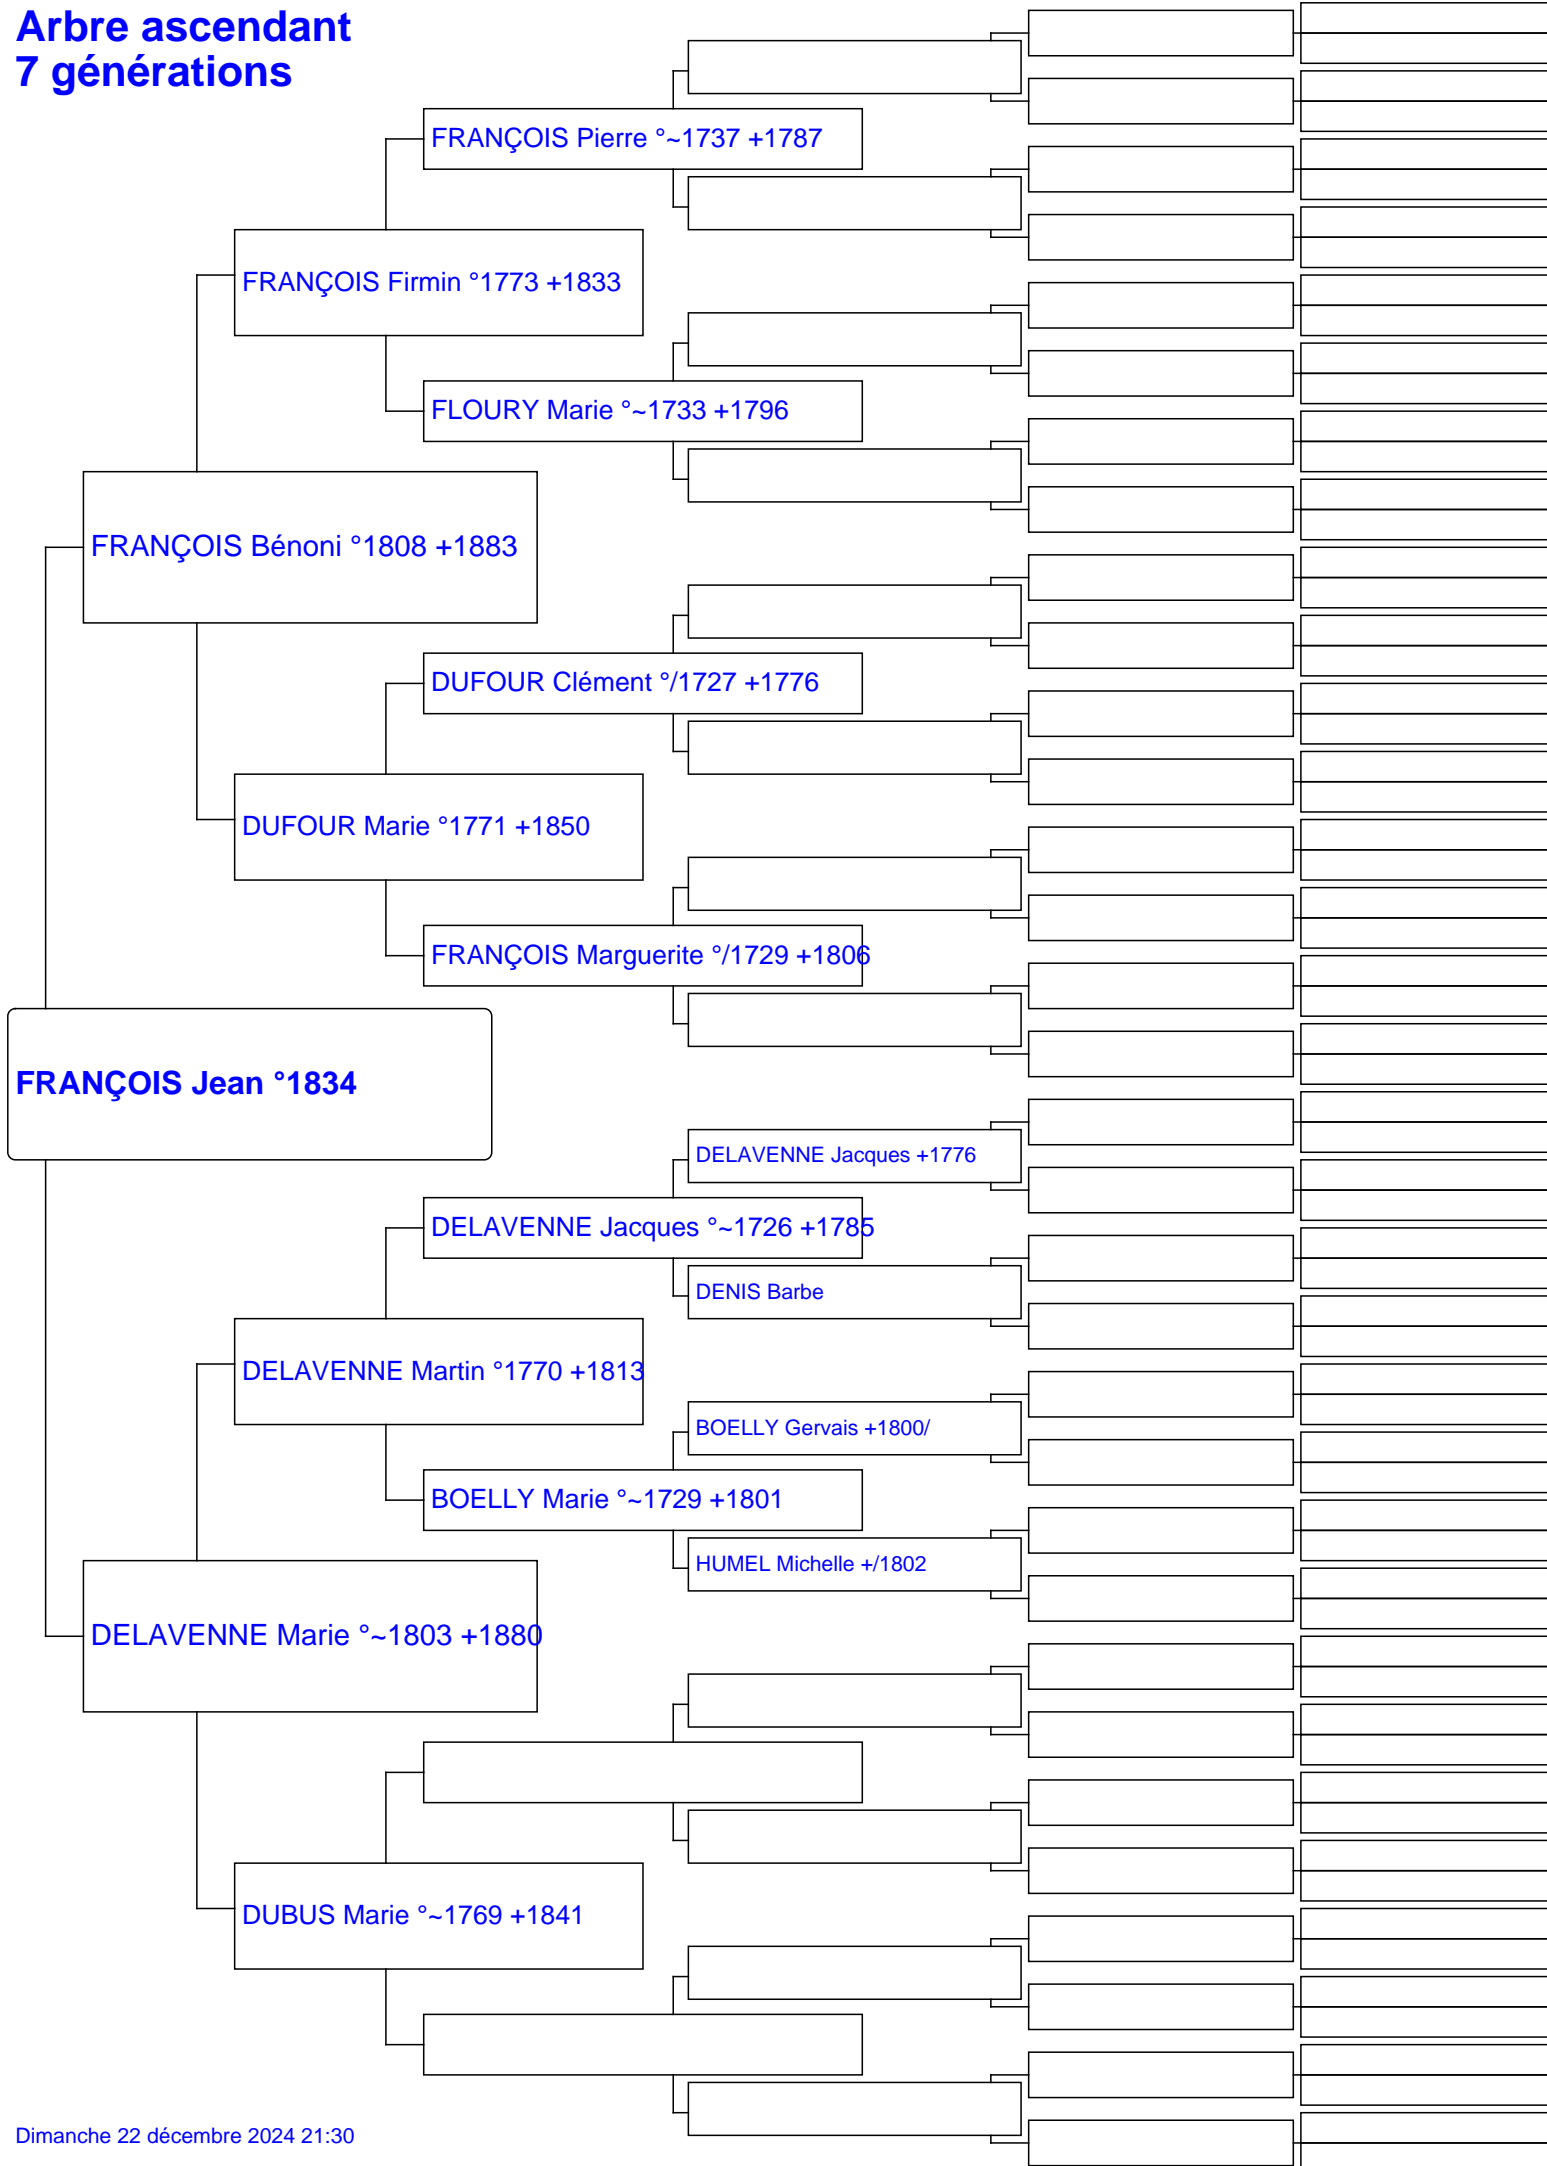 Arbre ascendant
7 générations
FRANÇOIS Pierre °~1737 +1787
FRANÇOIS Firmin °1773 +1833
FLOURY Marie °~1733 +1796
FRANÇOIS Bénoni °1808 +1883
DUFOUR Clément °/1727 +1776
DUFOUR Marie °1771 +1850
FRANÇOIS Marguerite °/1729 +1806
FRANÇOIS Jean °1834
DELAVENNE Jacques +1776
DELAVENNE Jacques °~1726 +1785
DENIS Barbe
DELAVENNE Martin °1770 +1813
BOELLY Gervais +1800/
BOELLY Marie °~1729 +1801
HUMEL Michelle +/1802
DELAVENNE Marie °~1803 +1880
DUBUS Marie °~1769 +1841
Dimanche 22 décembre 2024 21:30